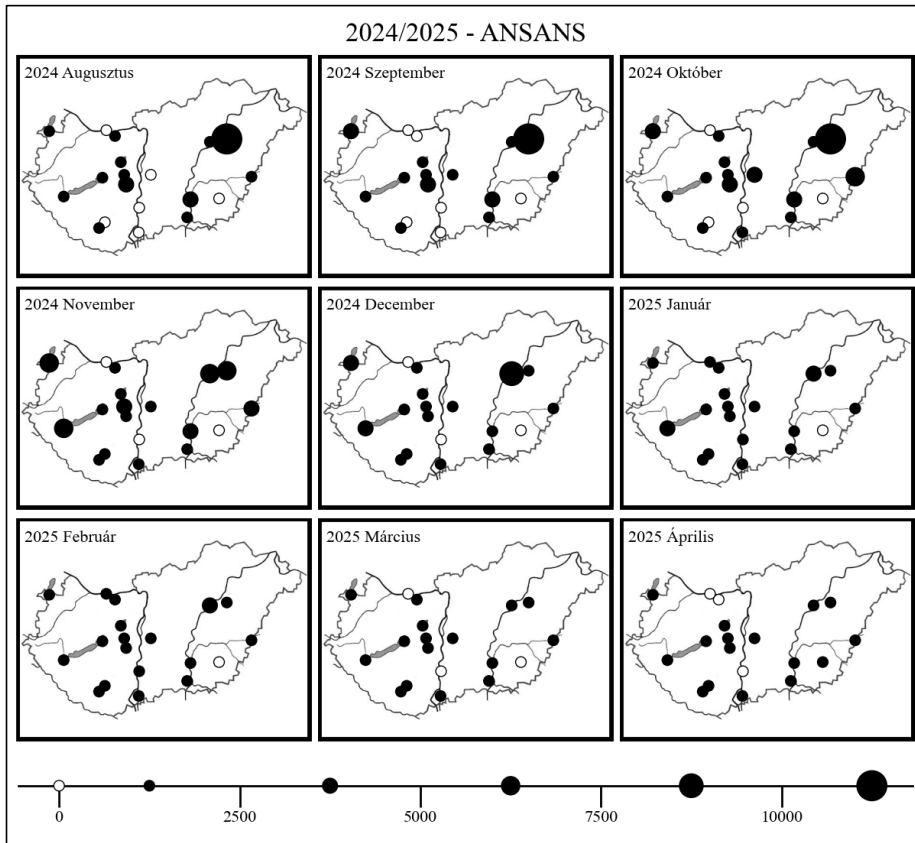 2024/2025 - ANSANS
2024 Augusztus
2024 Szeptember
2024 Október
2024 November
2024 December
2025 Január
2025 Február
2025 Március
2025 Április
0 2500 5000 7500 10000